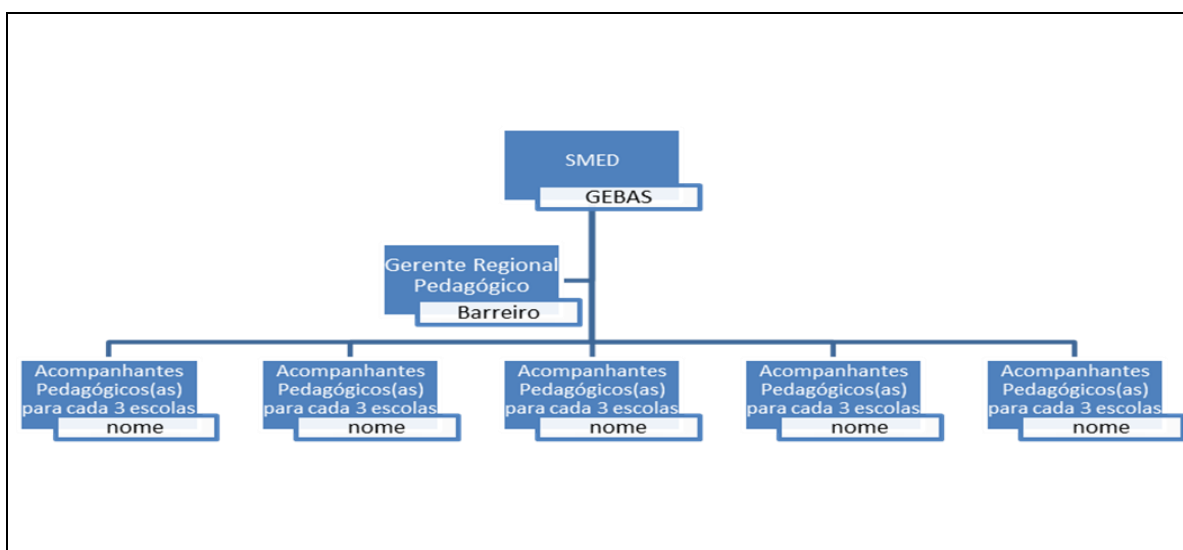 SMED
GEBAS
Gerente Regional
Pedagógico
Barreiro
Acompanhantes
Pedagógicos(as)
para cada 3 escolas
nome
Acompanhantes
Pedagógicos(as)
para cada 3 escolas
nome
Acompanhantes
Pedagógicos(as)
para cada 3 escolas
nome
Acompanhantes
Pedagógicos(as)
para cada 3 escolas
nome
Acompanhantes
Pedagógicos(as)
para cada 3 escolas
nome